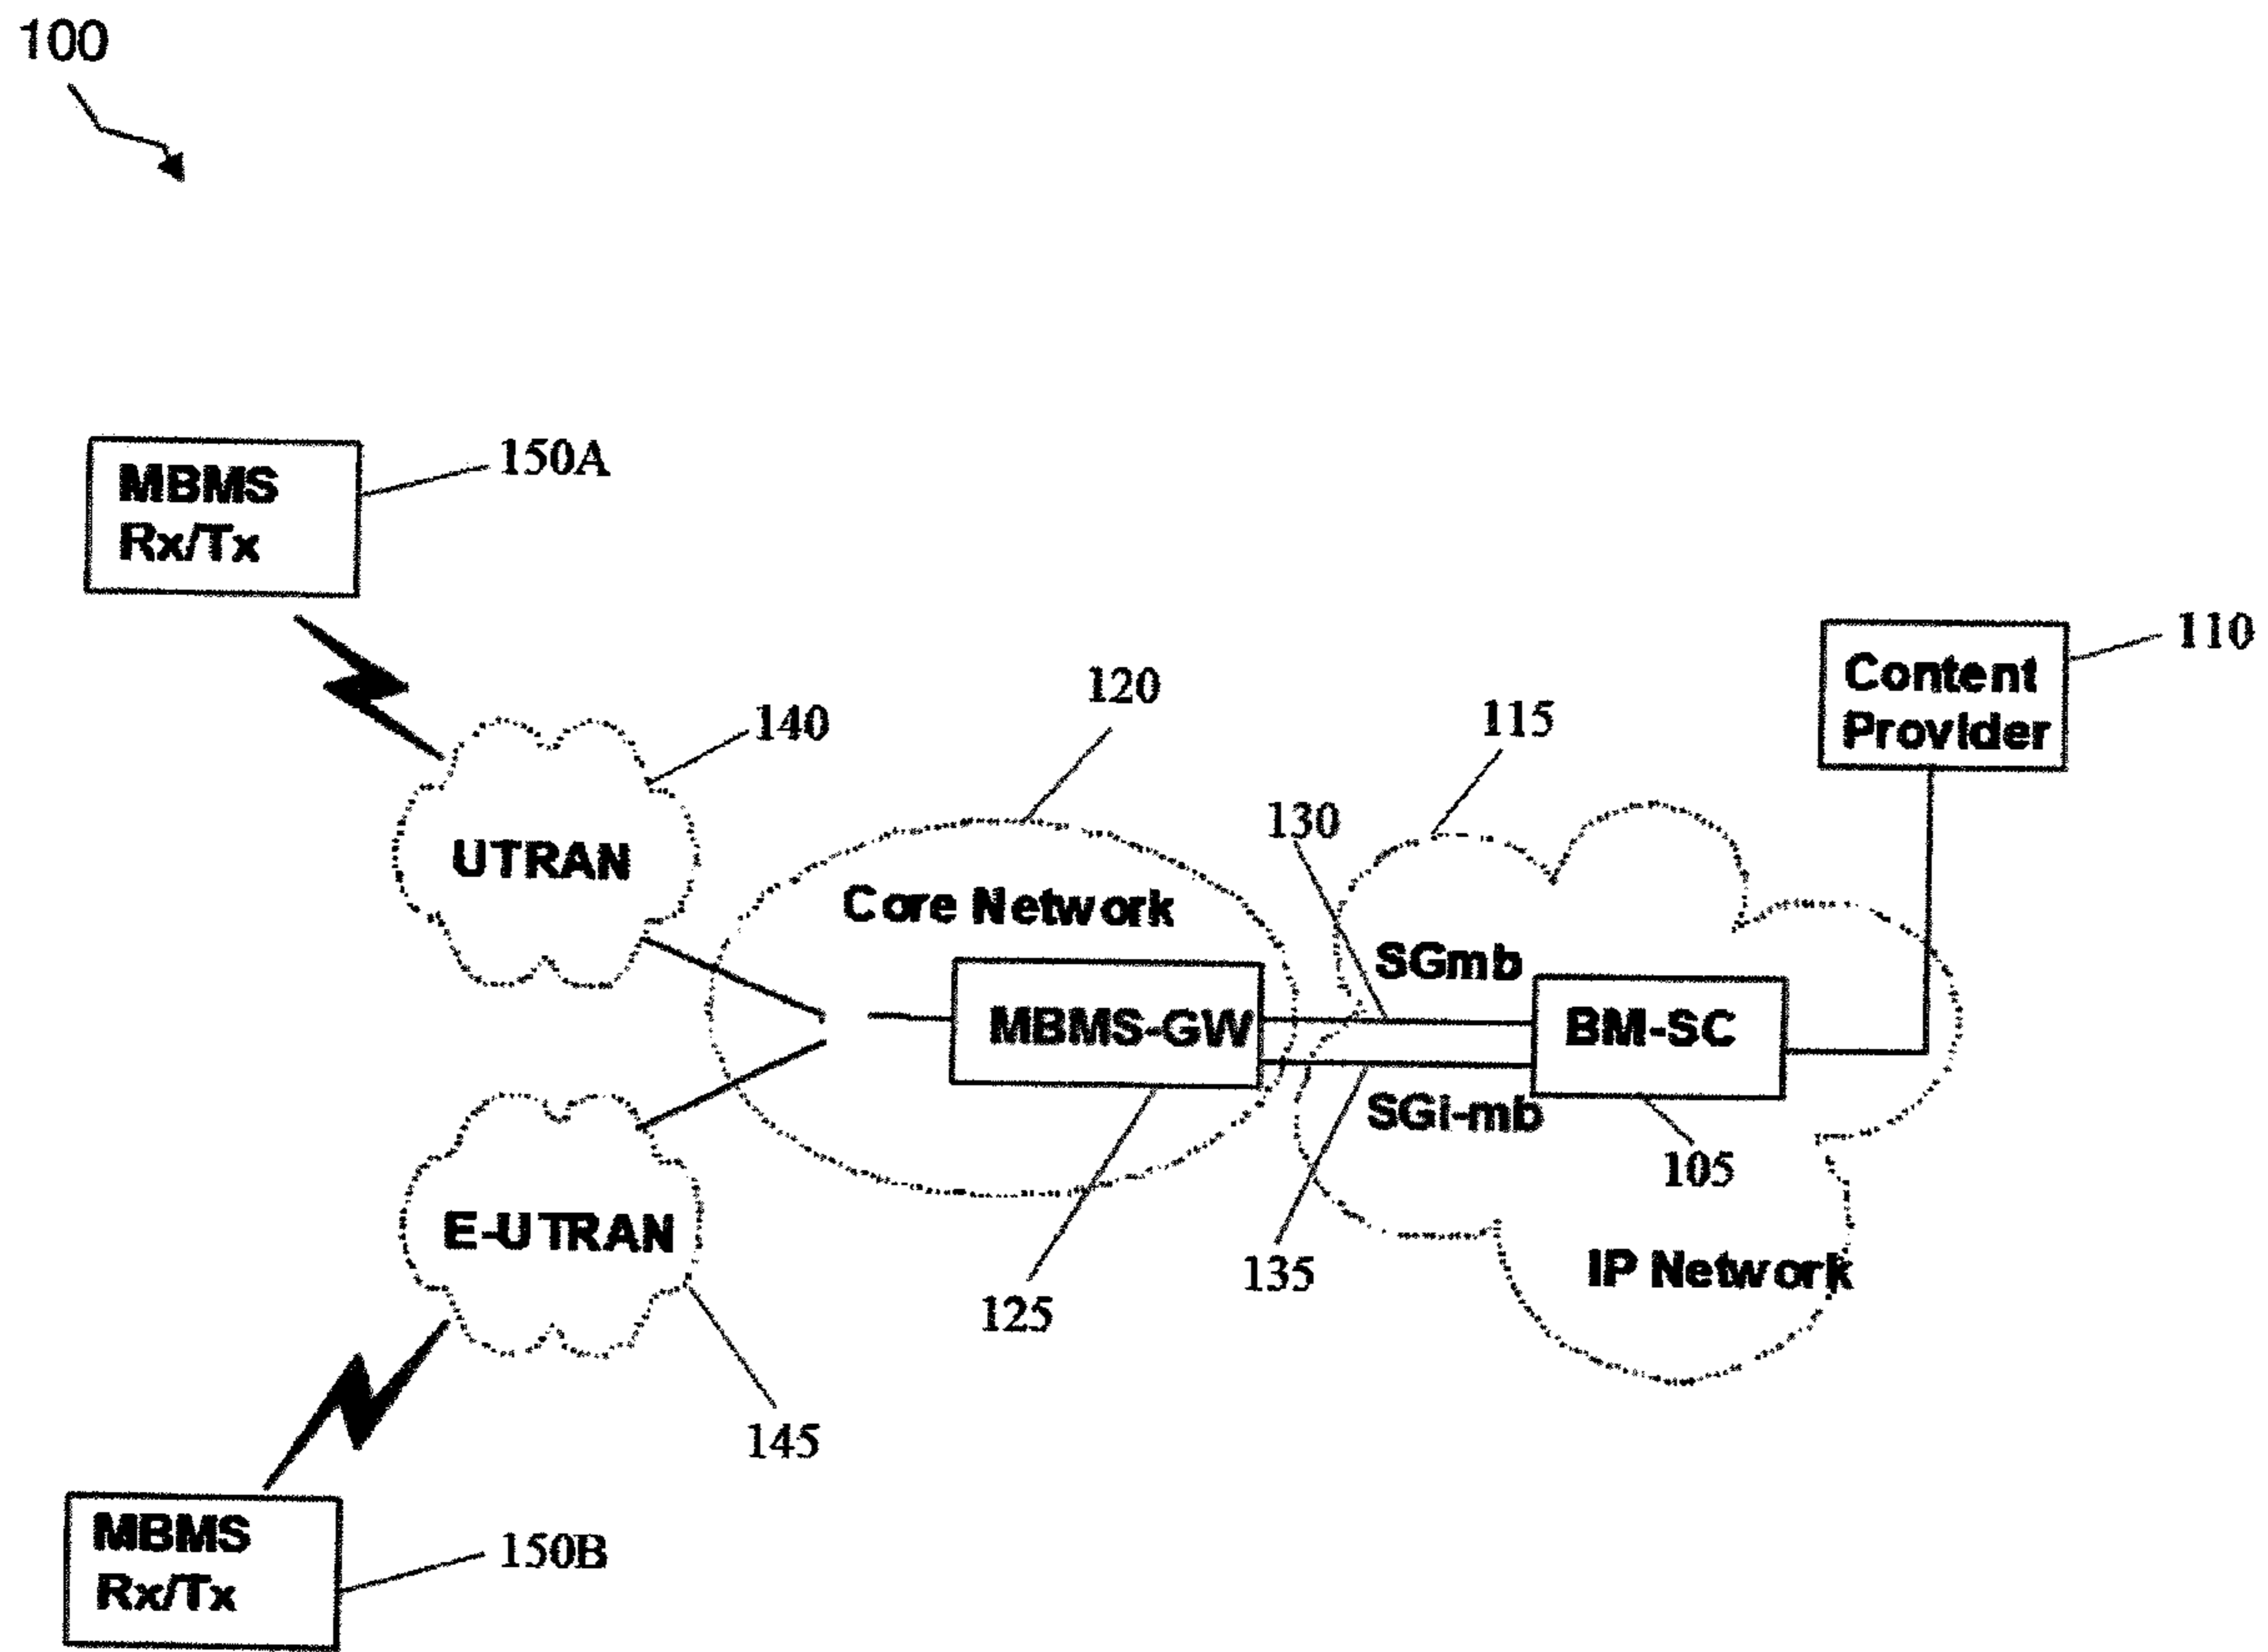 100
MBMS
Rx/Tx
150A
110
Content
Provider
120
115
140
130
UTRAN
Core Network
SGmb
MBMS-GW
BM-SC
SGi-mb
105
E-UTRAN
135
IP Network
125
145
MBMS
Rx/Tx
150B